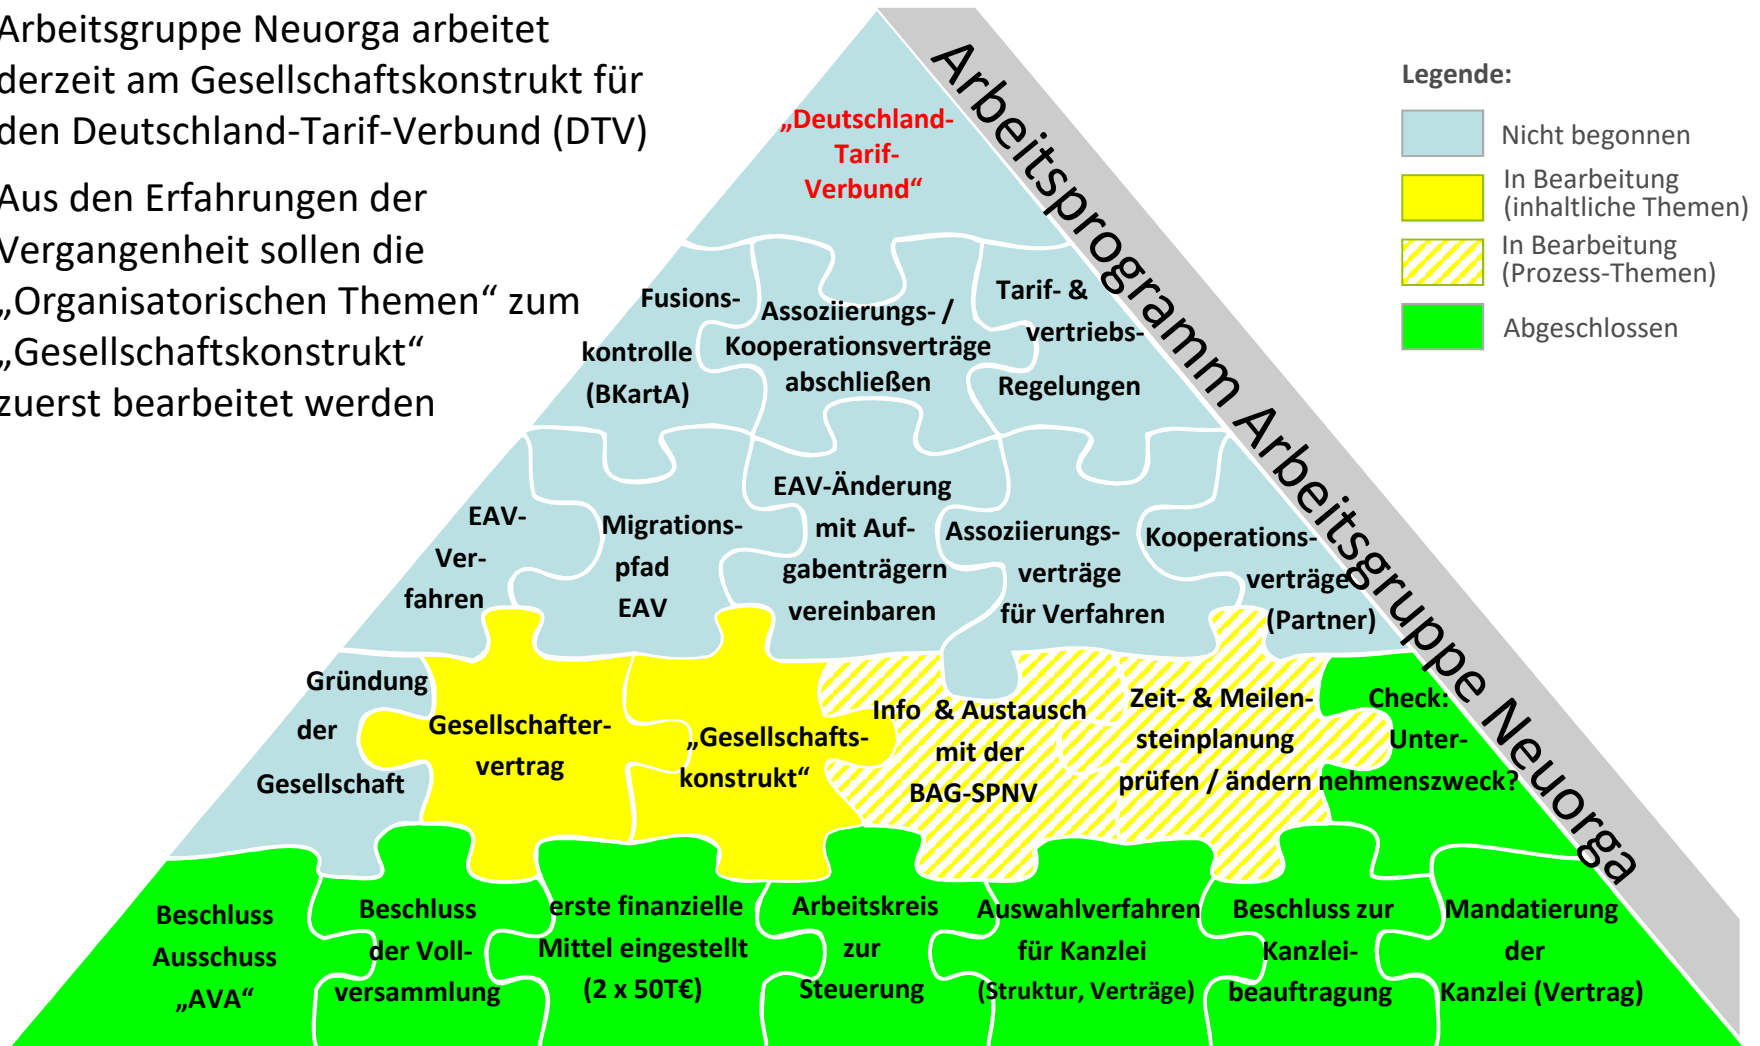 Arbeitsgruppe Neuorga arbeitet
derzeit am Gesellschaftskonstrukt für
den Deutschland-Tarif-Verbund (DTV)
Aus den Erfahrungen der
Vergangenheit sollen die
„Organisatorischen Themen“ zum
„Gesellschaftskonstrukt“
zuerst bearbeitet werden
Arbeitsprogramm Arbeitsgruppe Neuorga
Legende:
Nicht begonnen
In Bearbeitung
(inhaltliche Themen)
In Bearbeitung
(Prozess-Themen)
Abgeschlossen
„Deutschland-
Tarif-
Verbund“
Fusions-
kontrolle
(BKartA)
Assoziierungs- /
Kooperationsverträge
abschließen
Tarif- &
vertriebs-
Regelungen
EAV-
Ver-
fahren
Migrations-
pfad
EAV
EAV-Änderung
mit Auf-
gabenträgern
vereinbaren
Assoziierungs-
verträge
für Verfahren
Kooperations-
verträge
(Partner)
Gründung
der
Gesellschaft
Gesellschafter-
vertrag
„Gesellschafts-
konstrukt“
Info & Austausch
mit der
BAG-SPNV
Zeit- & Meilen-
steinplanung
prüfen / ändern
Check:
Unter-
nehmenszweck?
Beschluss
Ausschuss
„AVA“
Beschluss
der Voll-
versammlung
erste finanzielle
Mittel eingestellt
(2 x 50T€)
Arbeitskreis
zur
Steuerung
Auswahlverfahren
für Kanzlei
(Struktur, Verträge)
Beschluss zur
Kanzlei-
beauftragung
Mandatierung
der
Kanzlei (Vertrag)